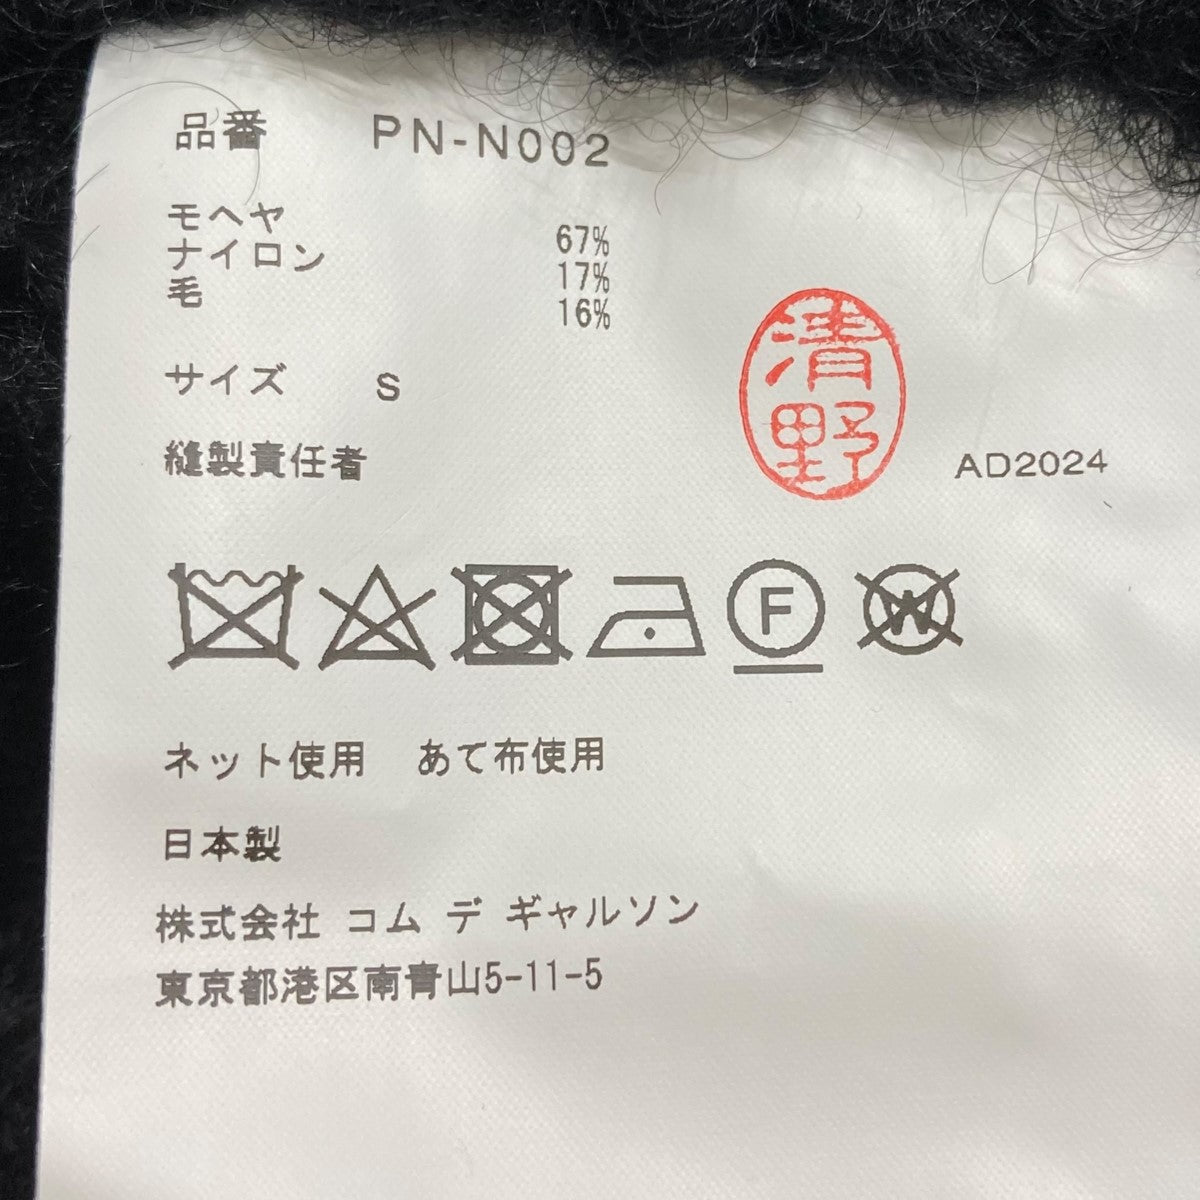 品番 PN-N002
モヘヤ 67%
ナイロン 17%
毛 16%
サイズ S
縫製責任者
清野
AD2024
F W
ネット使用 あて布使用
日本製
株式会社 コム デ ギャルソン
東京都港区南青山5-11-5